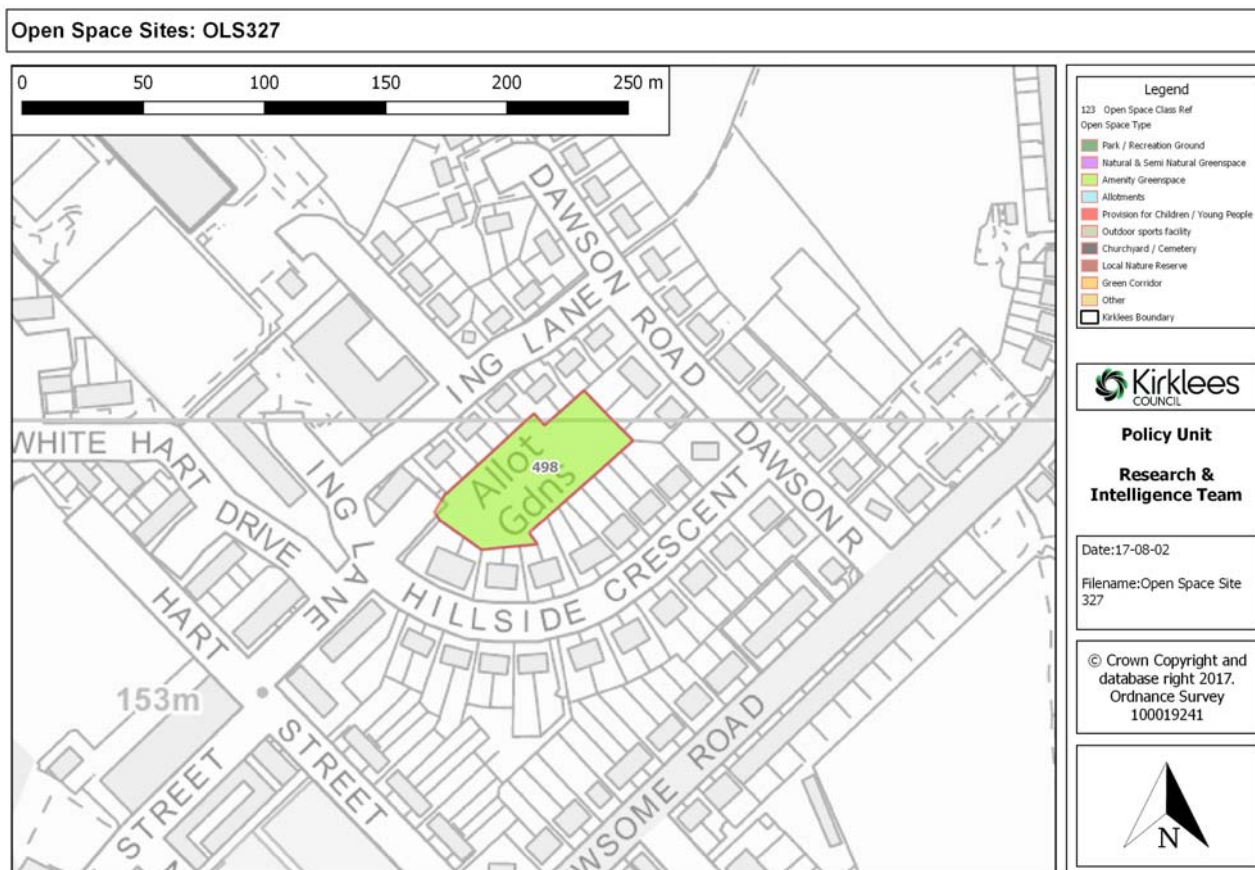 Open Space Sites: OLS327
0 50 100 150 200 250 m
DAWSON ROAD
ING LANE
WHITE HART DRIVE
ING LANE
Allot
Gdns
498
DAWSON R
HILLSIDE CRESCENT
HART
153m
STREET
STREET
WSOME ROAD
Legend
123 Open Space Class Ref
Open Space Type
Park / Recreation Ground
Natural & Semi Natural Greenspace
Amenity Greenspace
Allotments
Provision for Children / Young People
Outdoor sports facility
Churchyard / Cemetery
Local Nature Reserve
Green Corridor
Other
Kirklees Boundary
Kirklees
COUNCIL
Policy Unit
Research &
Intelligence Team
Date:17-08-02
Filename:Open Space Site
327
© Crown Copyright and
database right 2017.
Ordnance Survey
100019241
N